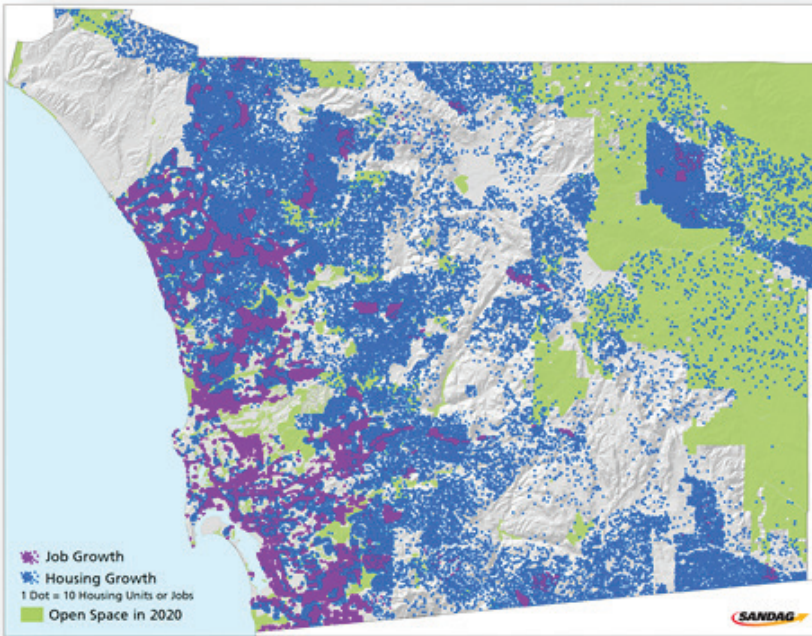 Job Growth
Housing Growth
1 Dot = 10 Housing Units or Jobs
Open Space in 2020
SANDAG